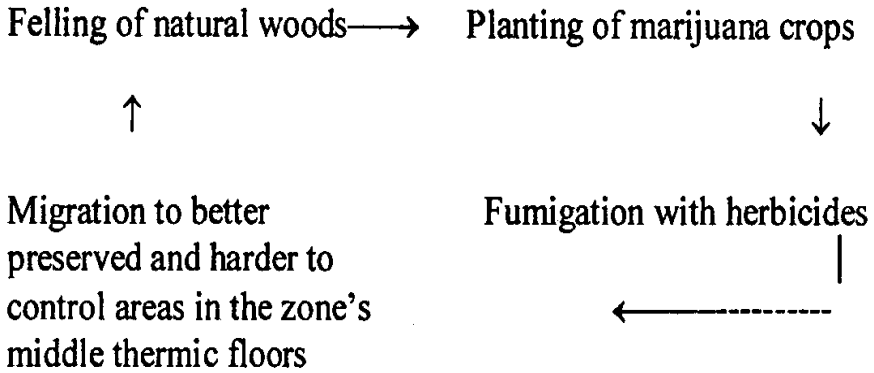 Felling of natural woods⟶ Planting of marijuana crops
↑ ↓
Migration to better Fumigation with herbicides
preserved and harder to
control areas in the zone's
middle thermic floors